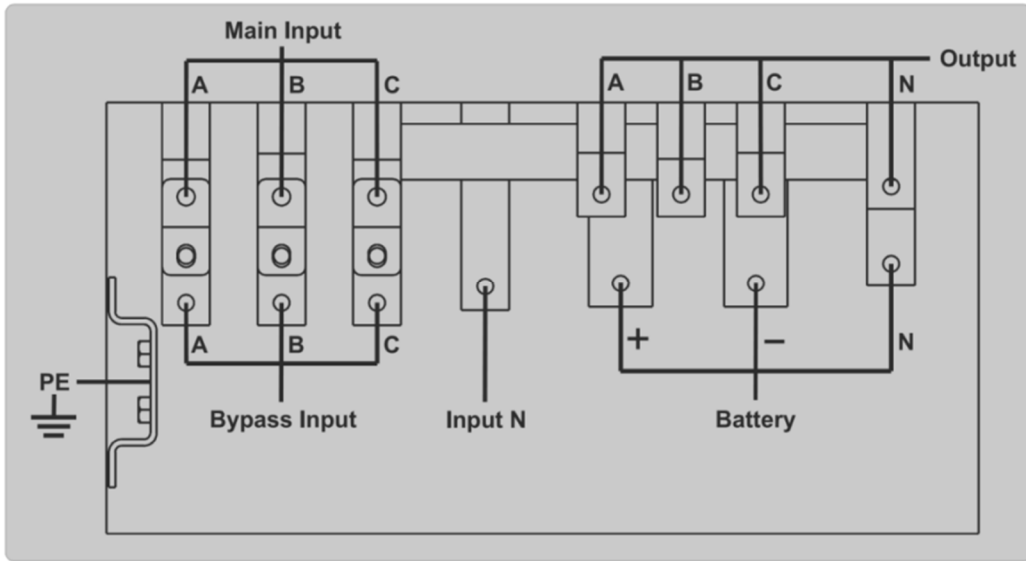 Main Input
Output
A B C
A B C N
A B C
+ − N
PE
Bypass Input
Input N
Battery